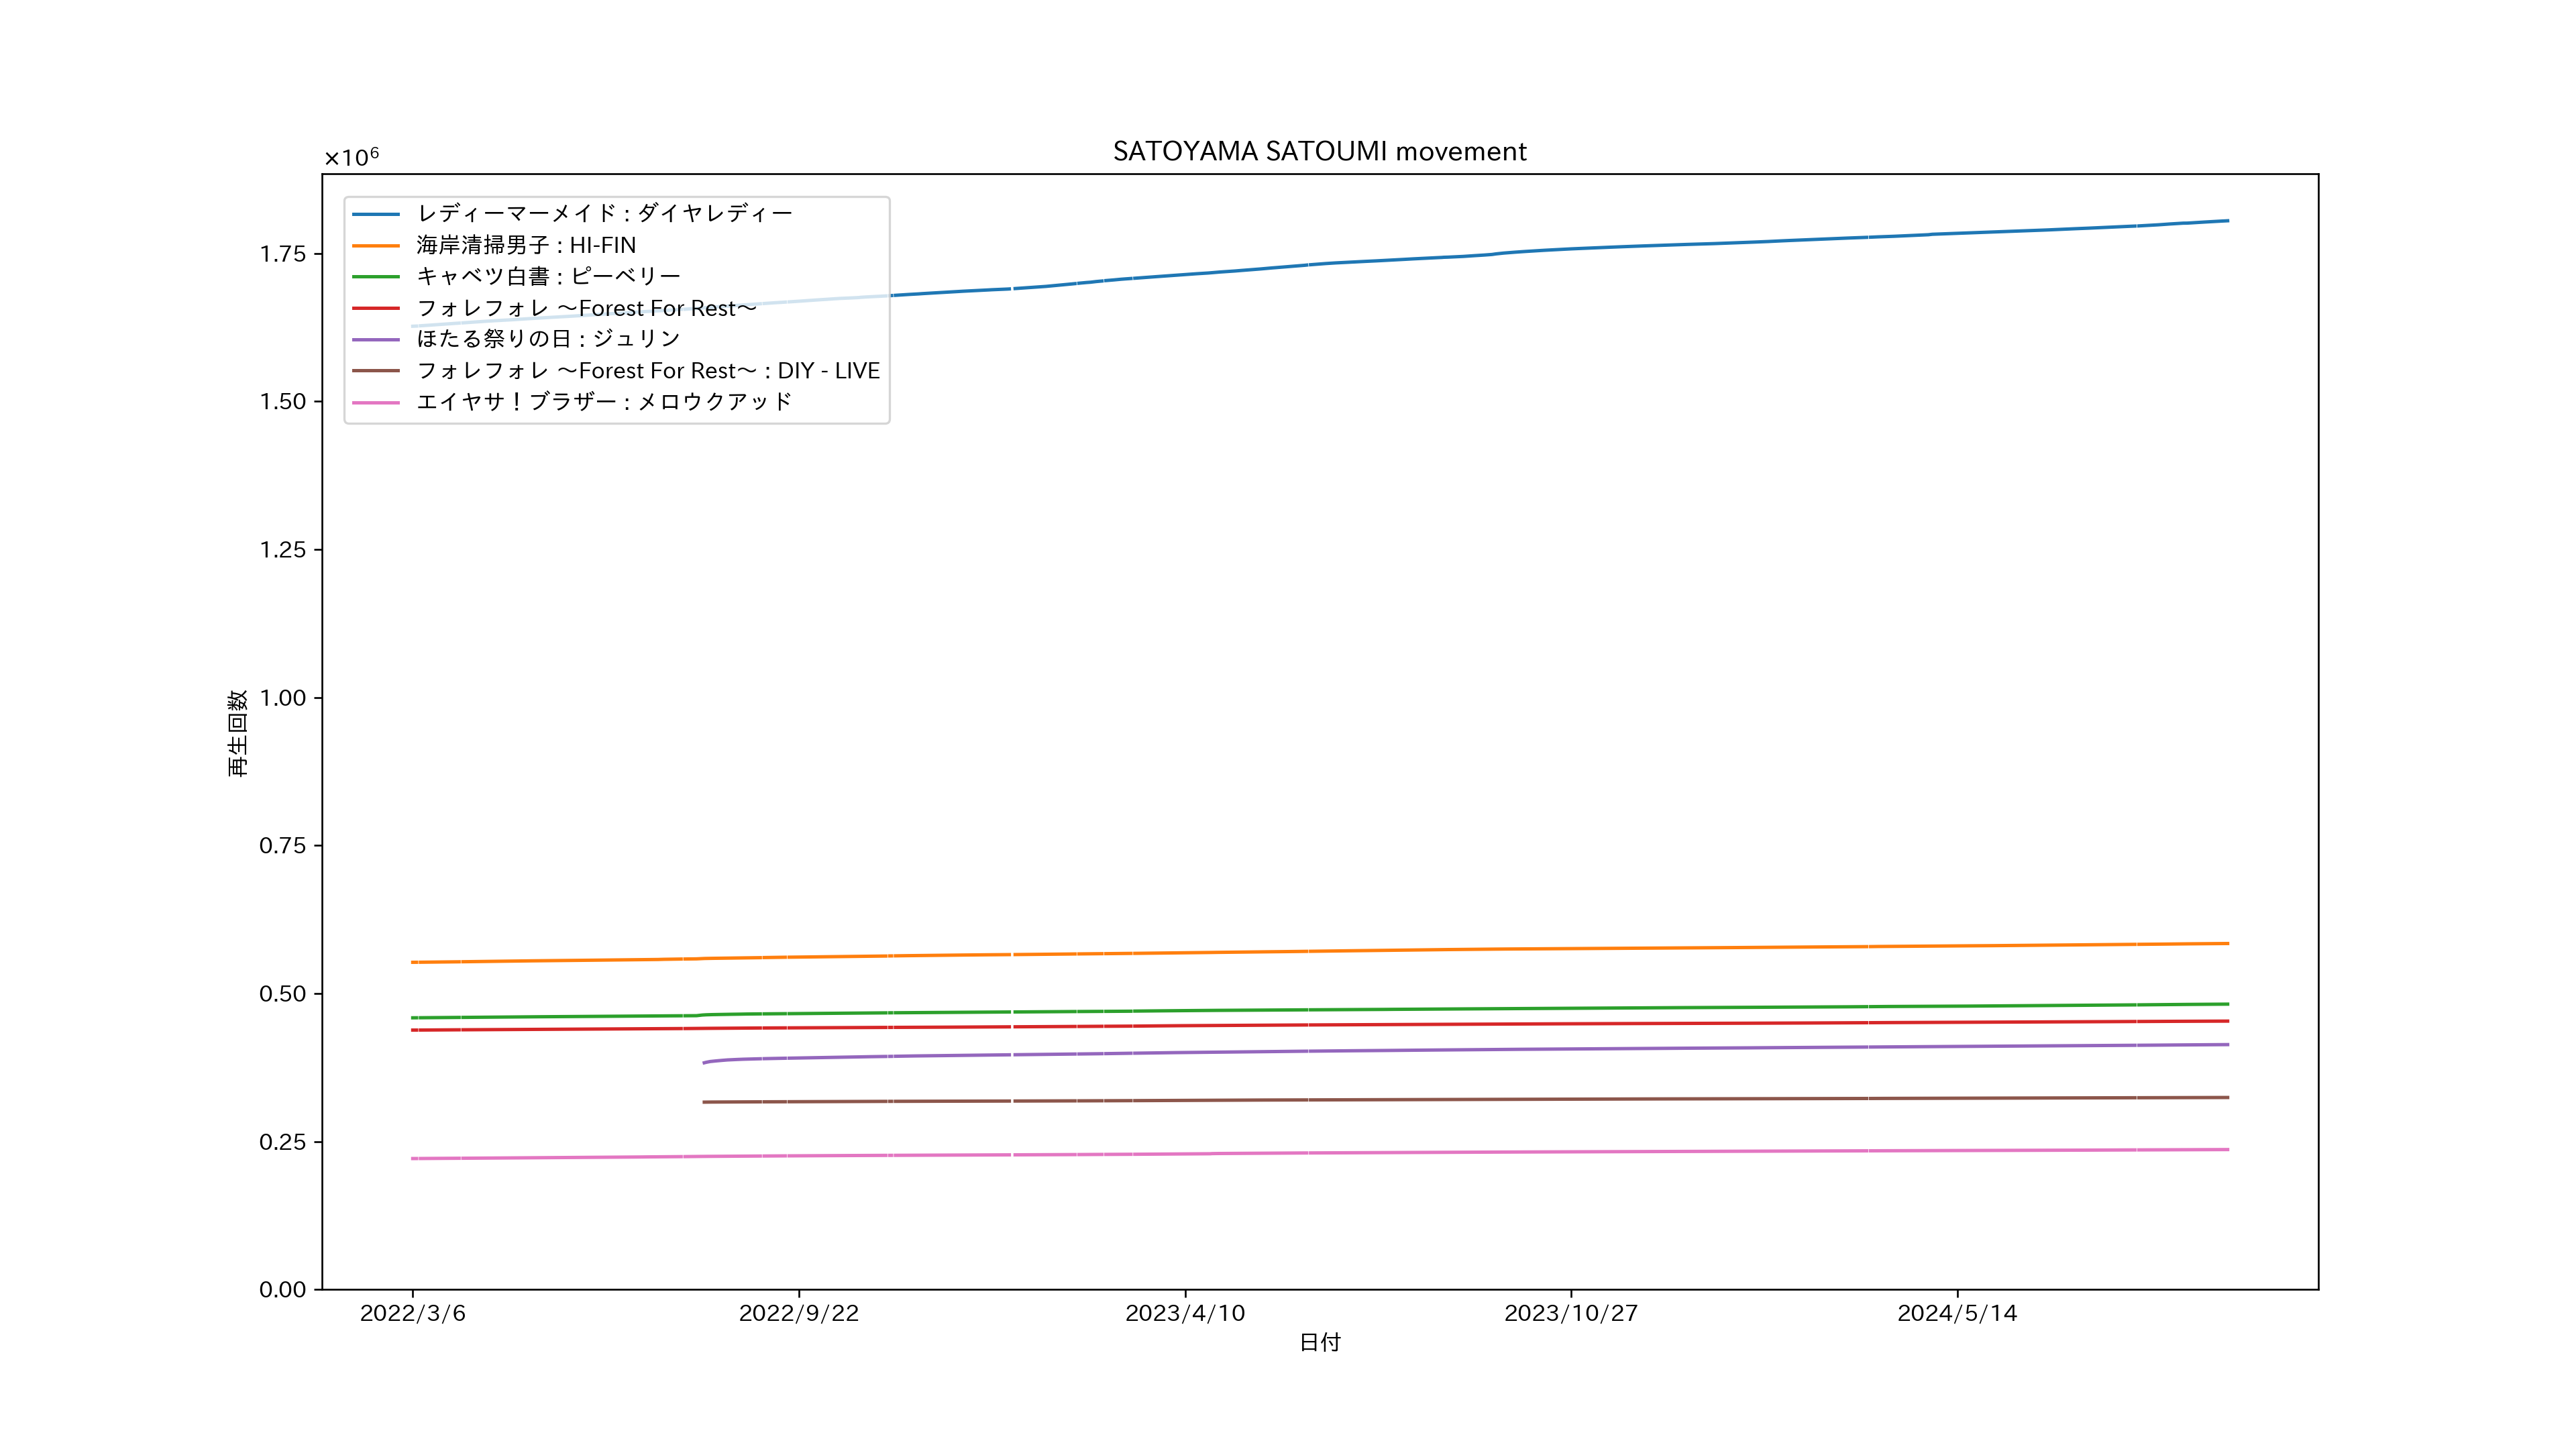 SATOYAMA SATOUMI movement
×10⁶
レディーマーメイド : ダイヤレディー
海岸清掃男子 : HI-FIN
キャベツ白書 : ピーベリー
フォレフォレ ～Forest For Rest～
ほたる祭りの日 : ジュリン
フォレフォレ ～Forest For Rest～ : DIY - LIVE
エイヤサ！ブラザー : メロウクアッド
1.75
1.50
1.25
1.00
0.75
0.50
0.25
0.00
再生回数
2022/3/6
2022/9/22
2023/4/10
2023/10/27
2024/5/14
日付